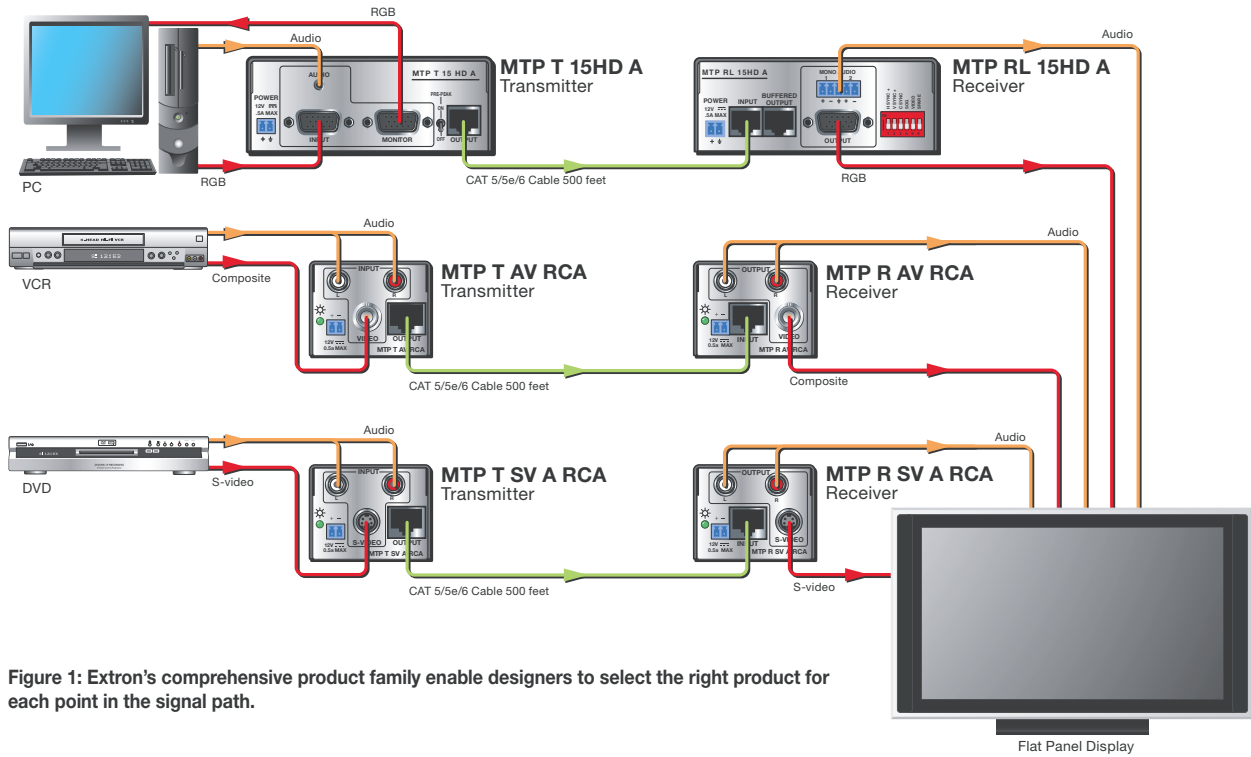 RGB
Audio
MTP T 15HD A
Transmitter
AUDIO
MTP T 15 HD A
POWER
12V
.5A MAX
PRE-PEAK
ON
OFF
INPUT
MONITOR
OUTPUT
PC
RGB
CAT 5/5e/6 Cable 500 feet
Audio
MTP RL 15HD A
Receiver
MTP RL 15HD A
MONO AUDIO
1 2
POWER
12V
.5A MAX
INPUT
BUFFERED
OUTPUT
OUTPUT
H SYNC +
V SYNC +
C SYNC
VIDEO
SPARE
RGB
VCR
Audio
Composite
MTP T AV RCA
Transmitter
INPUT
L R
12V
0.5a MAX
VIDEO
OUTPUT
MTP T AV RCA
CAT 5/5e/6 Cable 500 feet
Audio
MTP R AV RCA
Receiver
OUTPUT
L R
12V
0.5a MAX
INPUT
VIDEO
MTP R AV RCA
Composite
DVD
Audio
S-video
MTP T SV A RCA
Transmitter
INPUT
L R
12V
0.5a MAX
S-VIDEO
OUTPUT
MTP T SV A RCA
CAT 5/5e/6 Cable 500 feet
Audio
MTP R SV A RCA
Receiver
OUTPUT
L R
12V
0.5a MAX
INPUT
S-VIDEO
MTP R SV A RCA
S-video
Figure 1: Extron’s comprehensive product family enable designers to select the right product for
each point in the signal path.
Flat Panel Display